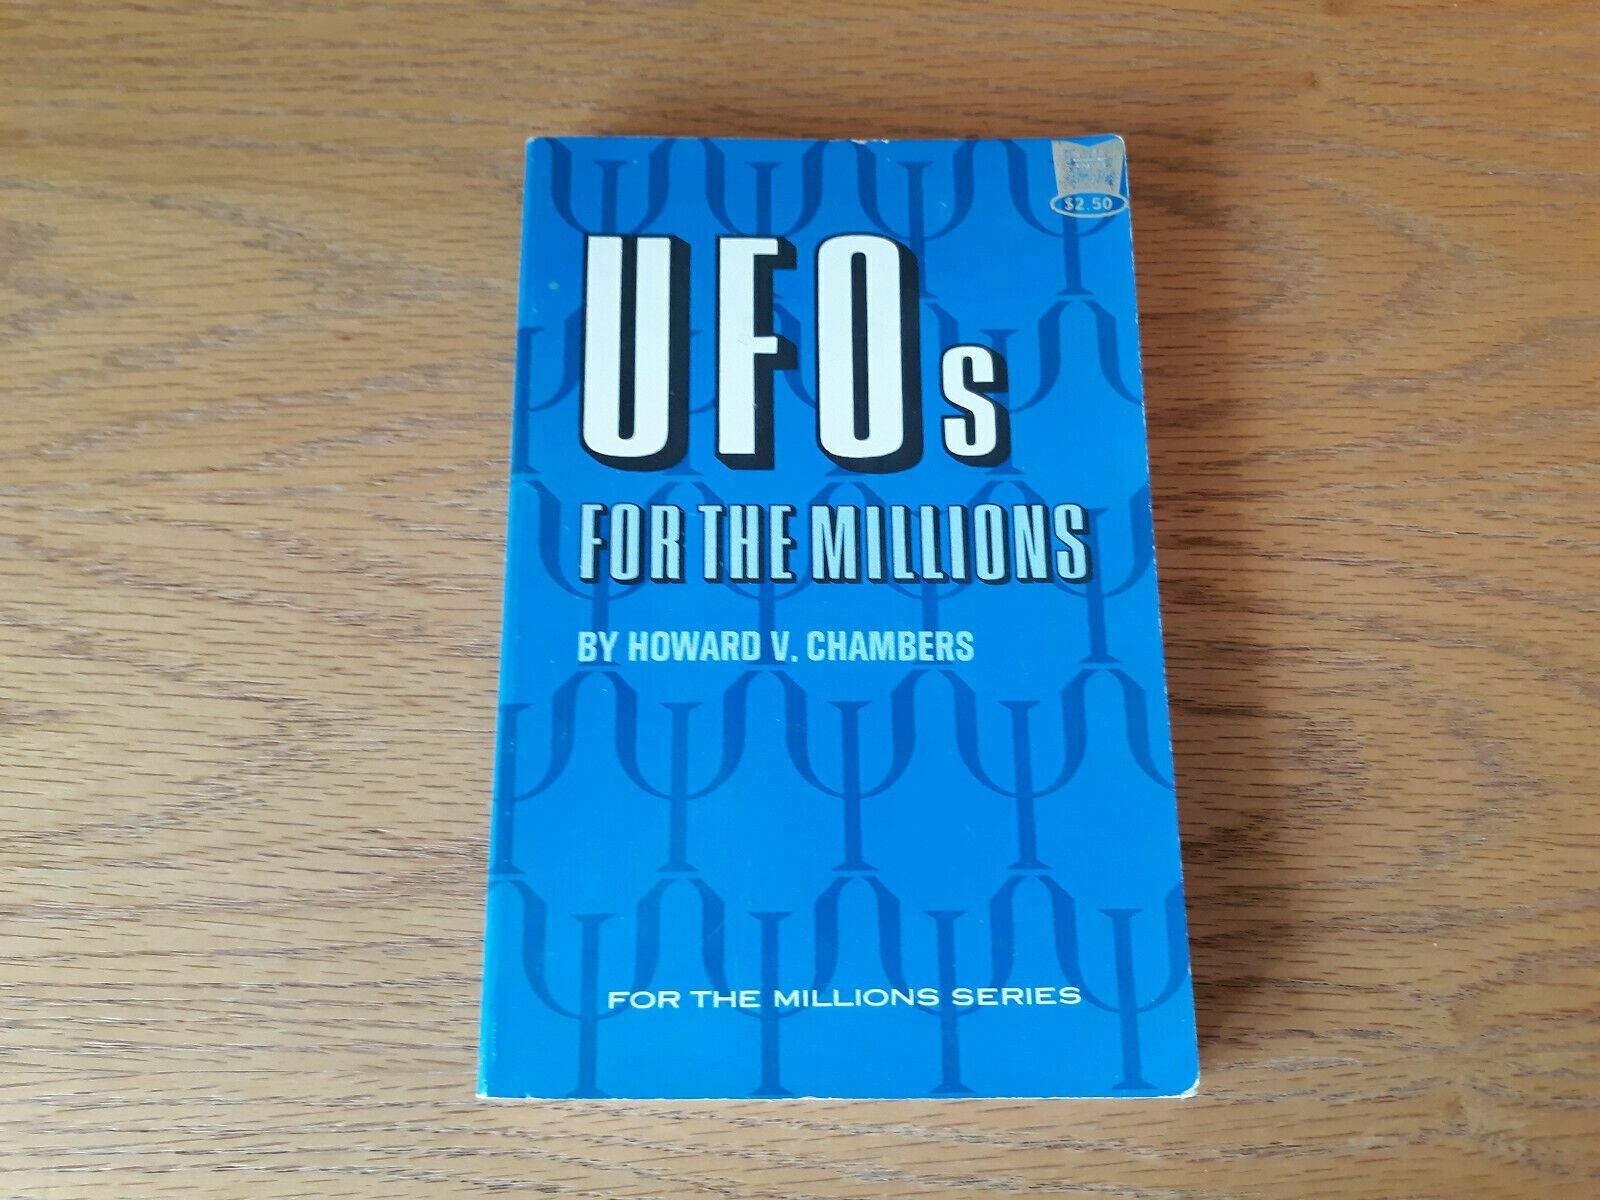 $2.50
UFOs
FOR THE MILLIONS
BY HOWARD V. CHAMBERS
FOR THE MILLIONS SERIES